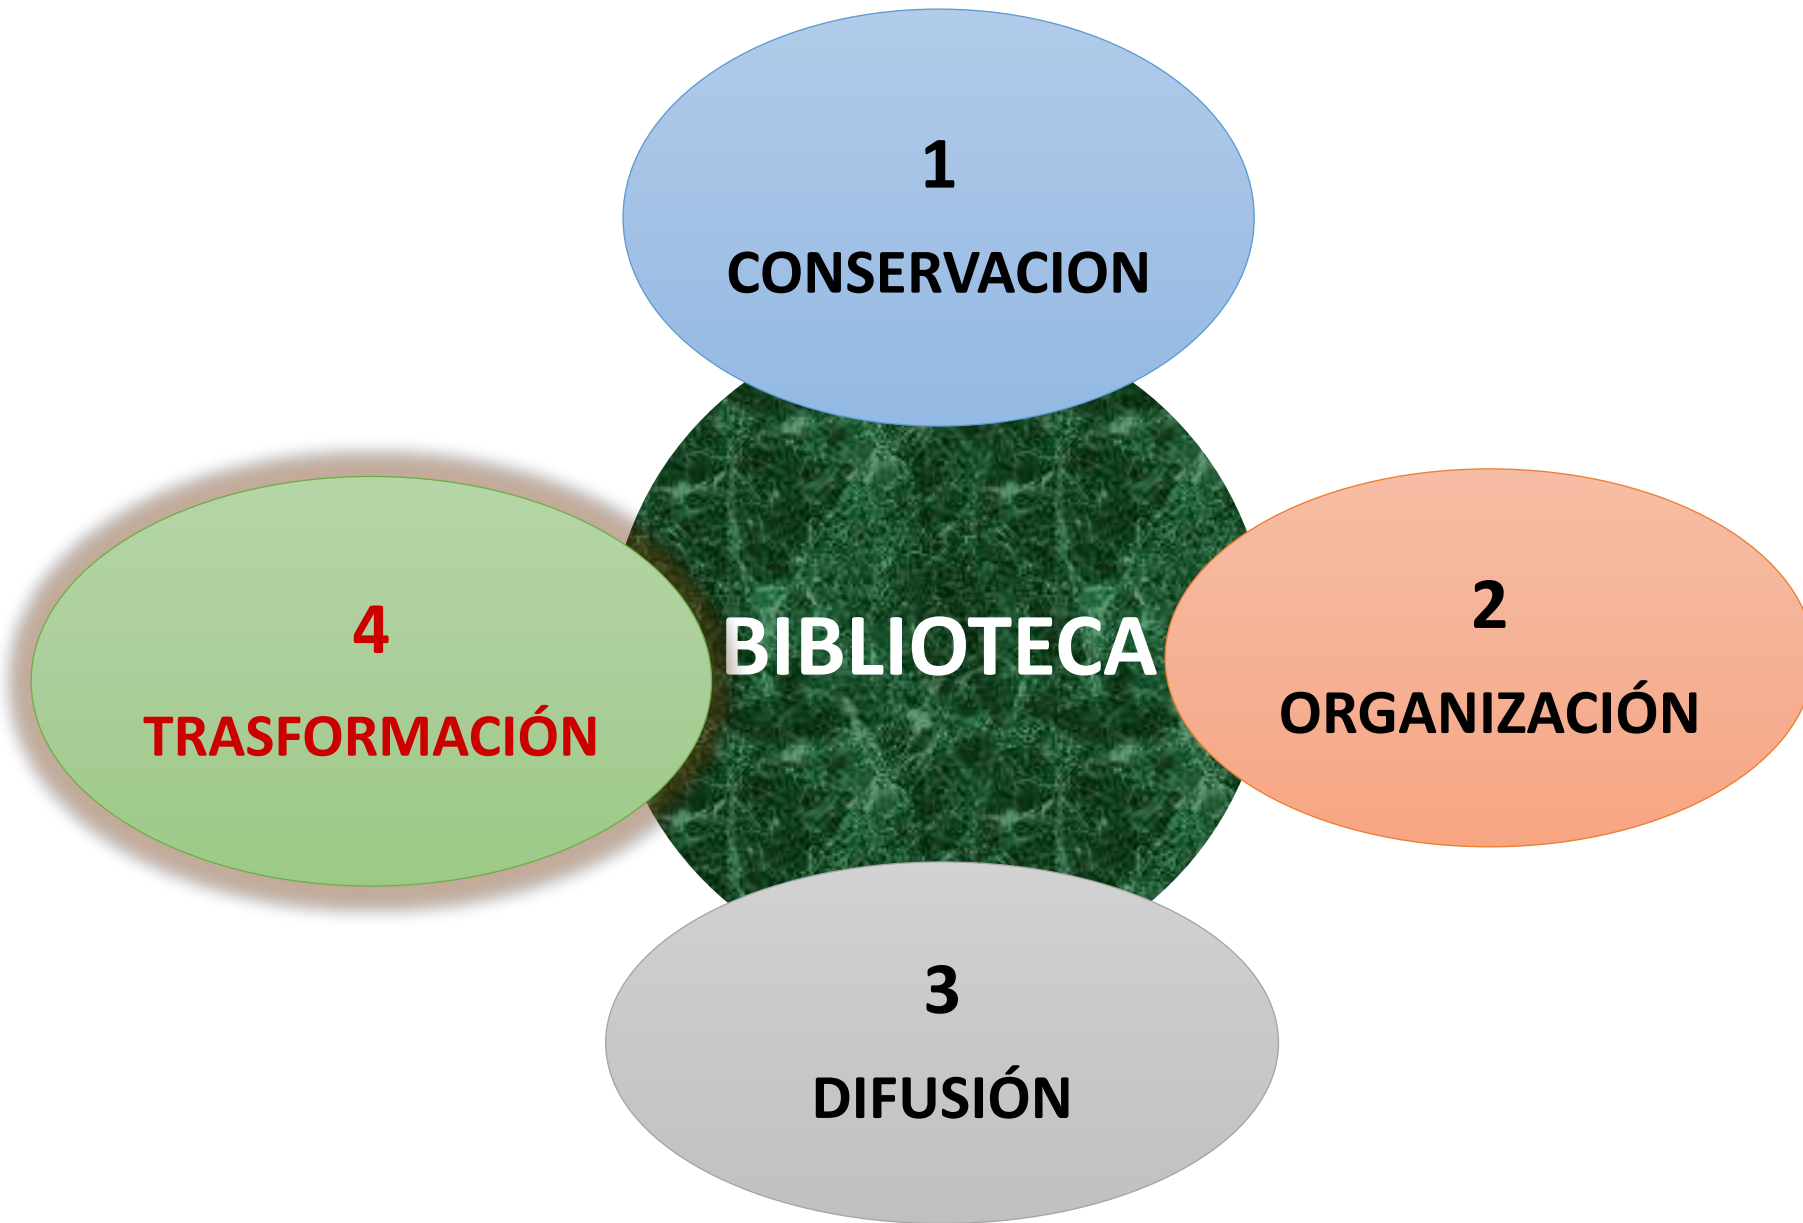 1
CONSERVACION
4
TRASFORMACIÓN
BIBLIOTECA
2
ORGANIZACIÓN
3
DIFUSIÓN